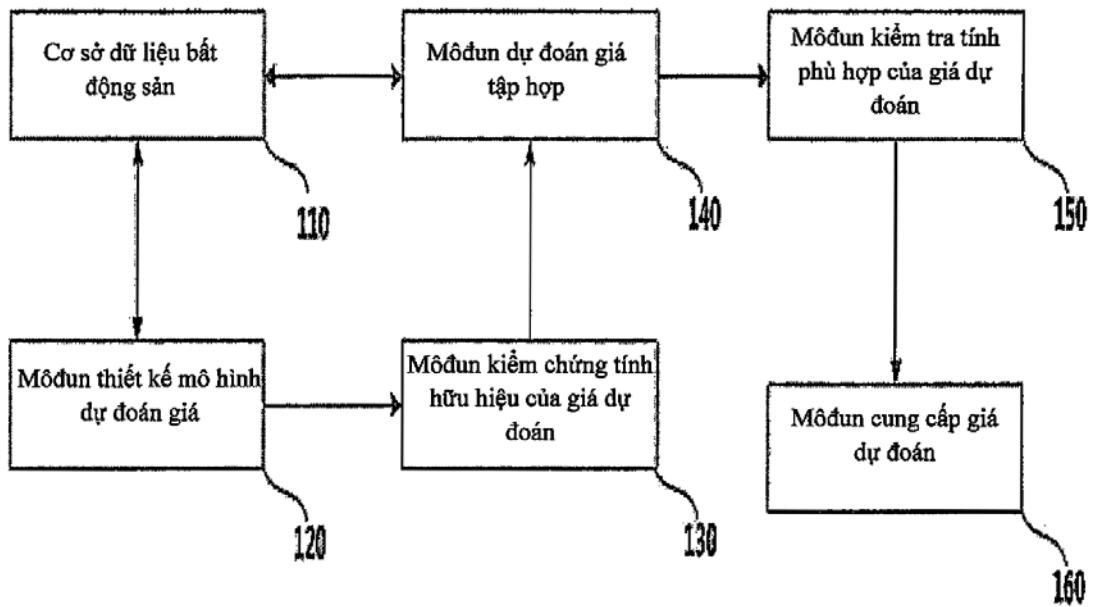 Cơ sở dữ liệu bất
động sản
110
Môđun dự đoán giá
tập hợp
140
Môđun kiểm tra tính
phù hợp của giá dự
đoán
150
Môđun thiết kế mô hình
dự đoán giá
120
Môđun kiểm chứng tính
hữu hiệu của giá dự
đoán
130
Môđun cung cấp giá
dự đoán
160